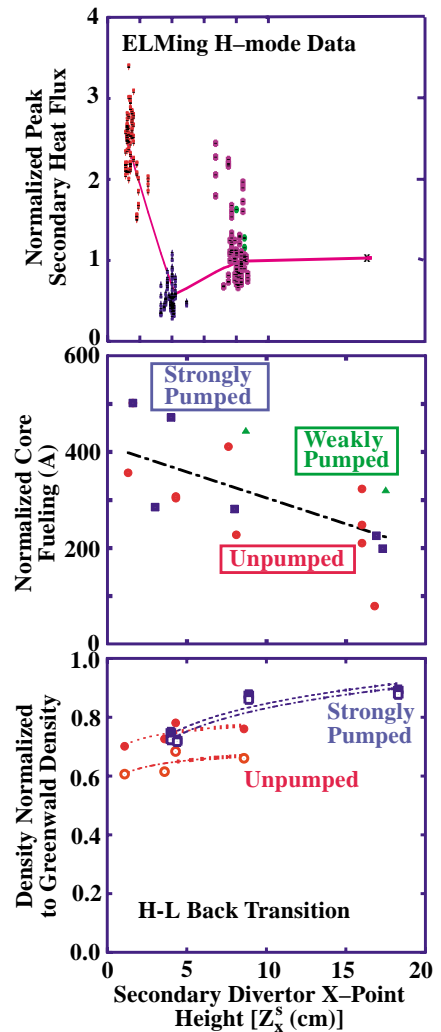 4
3
2
1
0
Normalized Peak
Secondary Heat Flux
ELMing H–mode Data
600
400
200
0
Normalized Core
Fueling (A)
Strongly
Pumped
Weakly
Pumped
Unpumped
1.0
0.8
0.6
0.4
0.2
0.0
Density Normalized
to Greenwald Density
Strongly
Pumped
Unpumped
H-L Back Transition
0 5 10 15 20
Secondary Divertor X–Point
Height [Zxˢ (cm)]